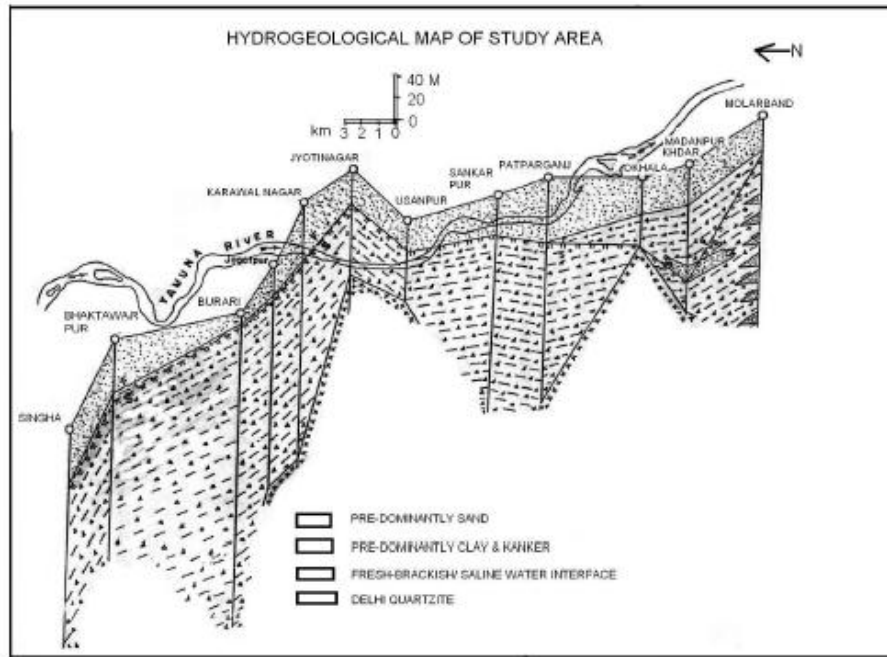 HYDROGEOLOGICAL MAP OF STUDY AREA
N
40 M
20
0
km 3 2 1 0
MOLARBAND
MADANPUR
KHDAR
OKHALA
PATPARGANJ
SANKAR
PUR
USANPUR
JYOTINAGAR
KARAWAL NAGAR
YAMUNA RIVER
Jagatpur
BURARI
BHAKTAWAR
PUR
SINGHA
PRE-DOMINANTLY SAND
PRE-DOMINANTLY CLAY & KANKER
FRESH-BRACKISH/ SALINE WATER INTERFACE
DELHI QUARTZITE